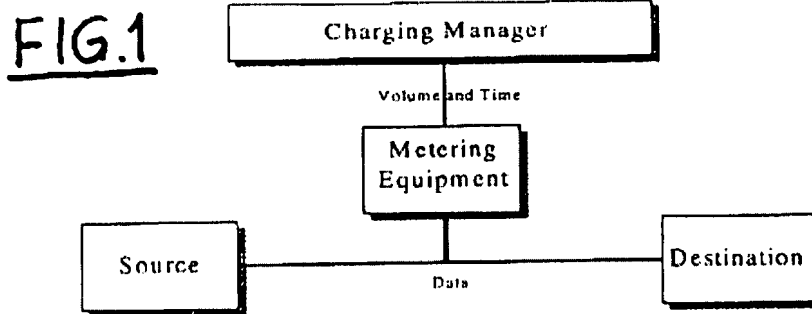 FIG.1
Charging Manager
Volume and Time
Metering
Equipment
Source
Data
Destination